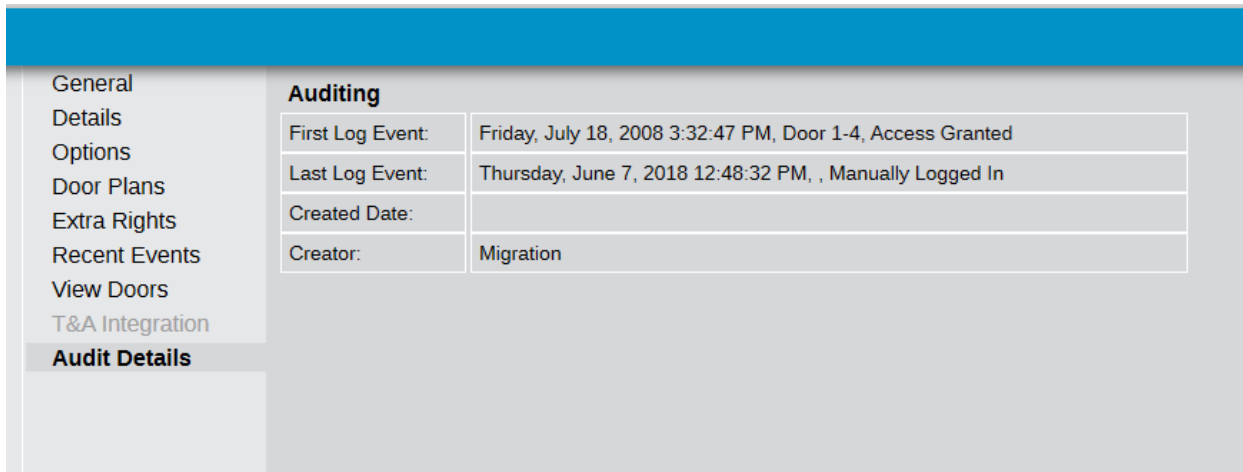 General
Details
Options
Door Plans
Extra Rights
Recent Events
View Doors
T&A Integration
Audit Details
Auditing
First Log Event: Friday, July 18, 2008 3:32:47 PM, Door 1-4, Access Granted
Last Log Event: Thursday, June 7, 2018 12:48:32 PM, , Manually Logged In
Created Date:
Creator: Migration